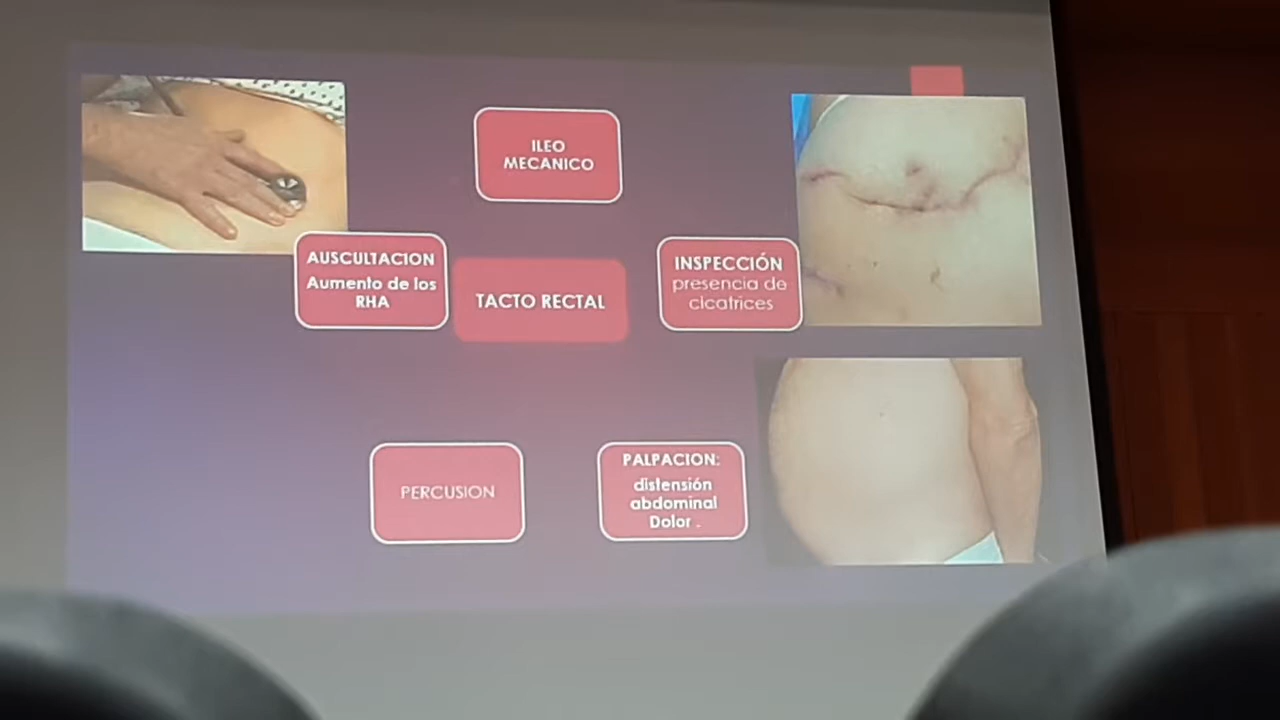 ILEO
MECANICO
AUSCULTACION
Aumento de los
RHA
TACTO RECTAL
INSPECCIÓN
presencia de
cicatrices
PERCUSION
PALPACION:
distensión
abdominal
Dolor .